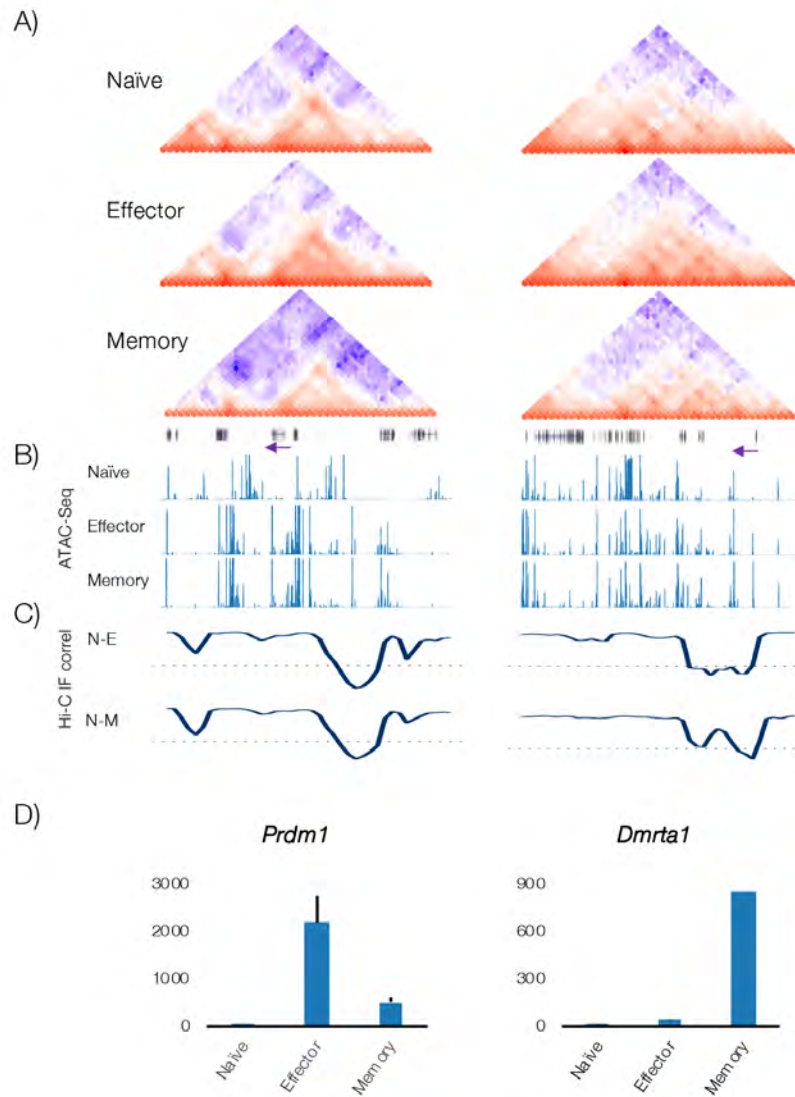 A)
Naïve
Effector
Memory
B)
ATAC-Seq
Naïve
Effector
Memory
C)
Hi-C IF correl
N-E
N-M
D)
Prdm1
Dmrta1
3000
2000
1000
0
Naïve
Effector
Memory
900
600
300
0
Naïve
Effector
Memory